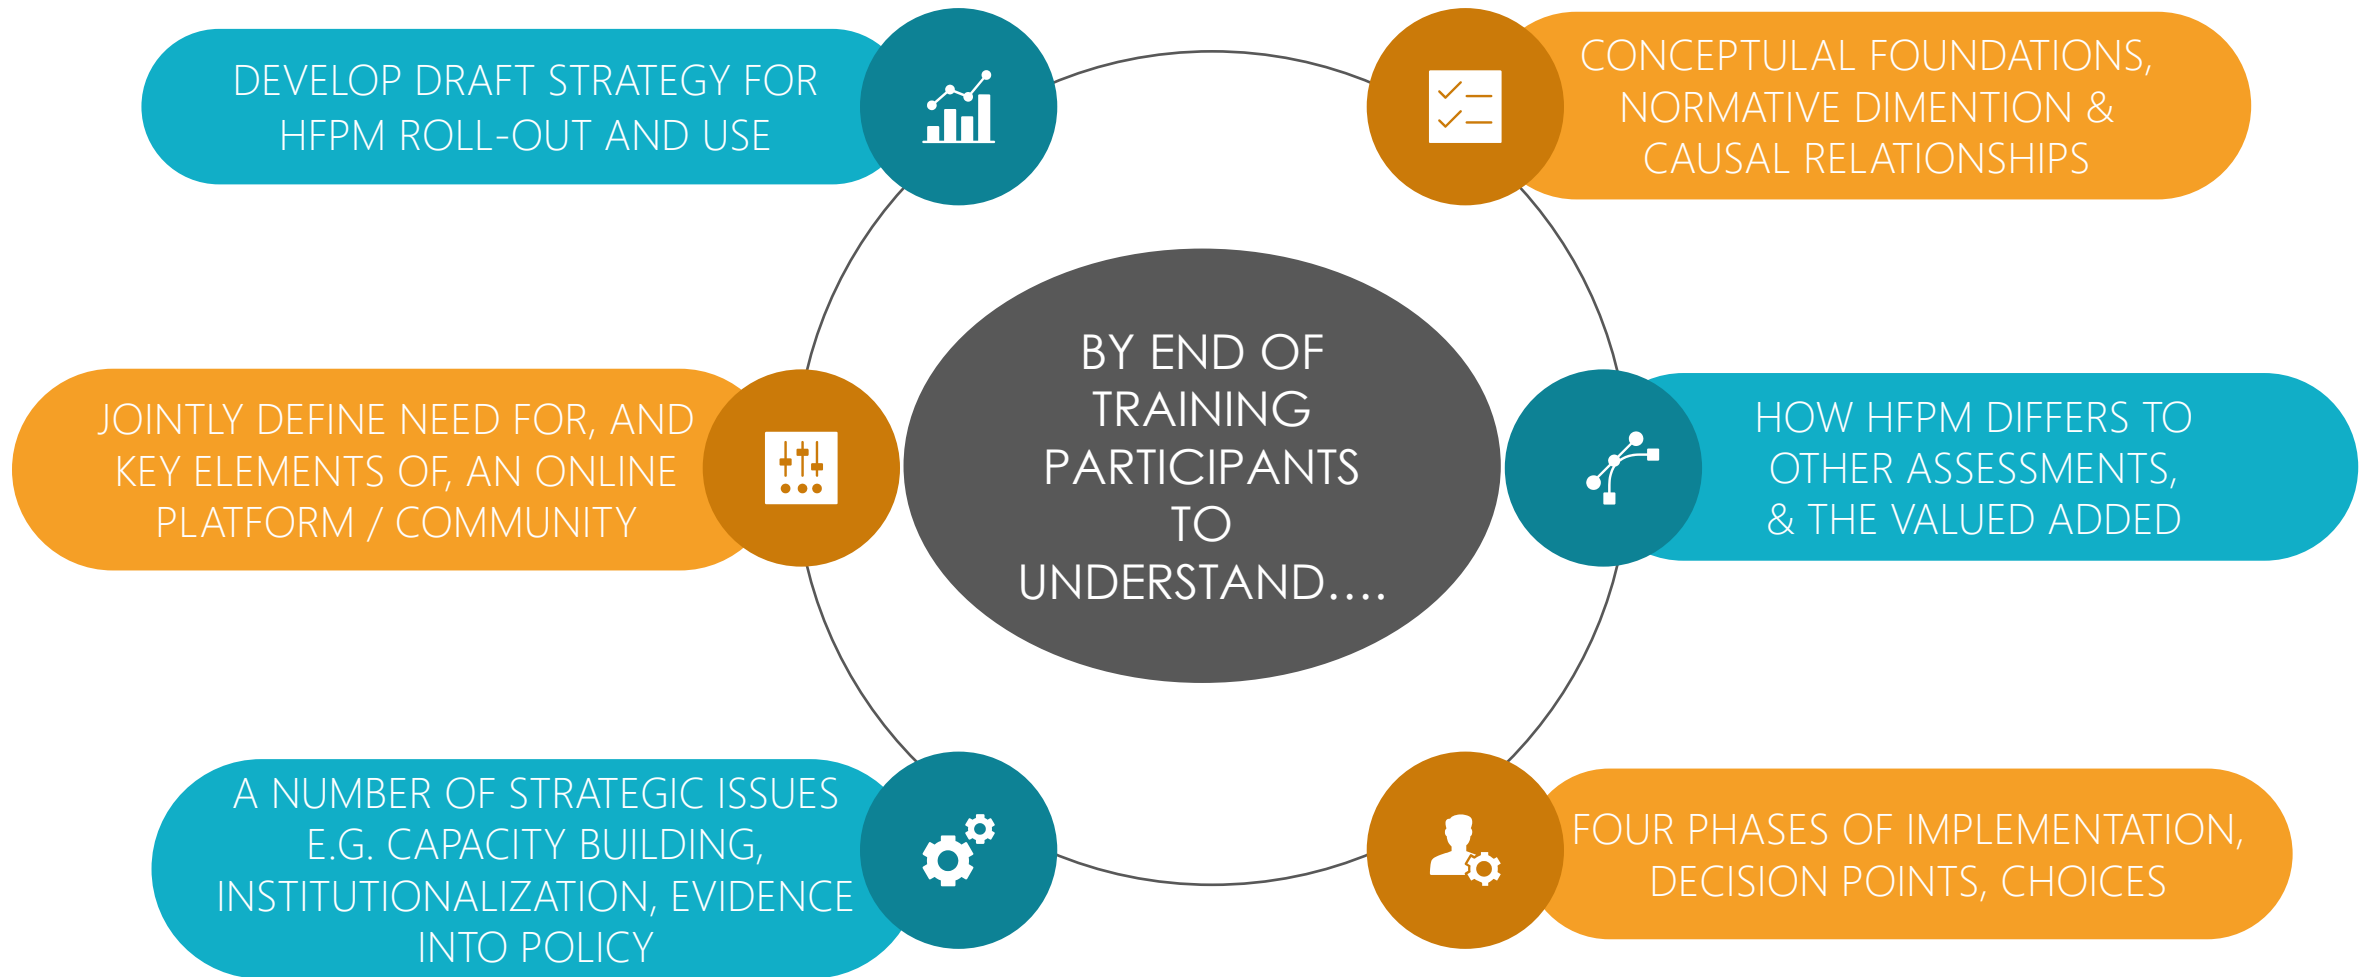 DEVELOP DRAFT STRATEGY FOR
HFPM ROLL-OUT AND USE
CONCEPTULAL FOUNDATIONS,
NORMATIVE DIMENTION &
CAUSAL RELATIONSHIPS
BY END OF
TRAINING
PARTICIPANTS
TO
UNDERSTAND....
JOINTLY DEFINE NEED FOR, AND
KEY ELEMENTS OF, AN ONLINE
PLATFORM / COMMUNITY
HOW HFPM DIFFERS TO
OTHER ASSESSMENTS,
& THE VALUED ADDED
A NUMBER OF STRATEGIC ISSUES
E.G. CAPACITY BUILDING,
INSTITUTIONALIZATION, EVIDENCE
INTO POLICY
FOUR PHASES OF IMPLEMENTATION,
DECISION POINTS, CHOICES